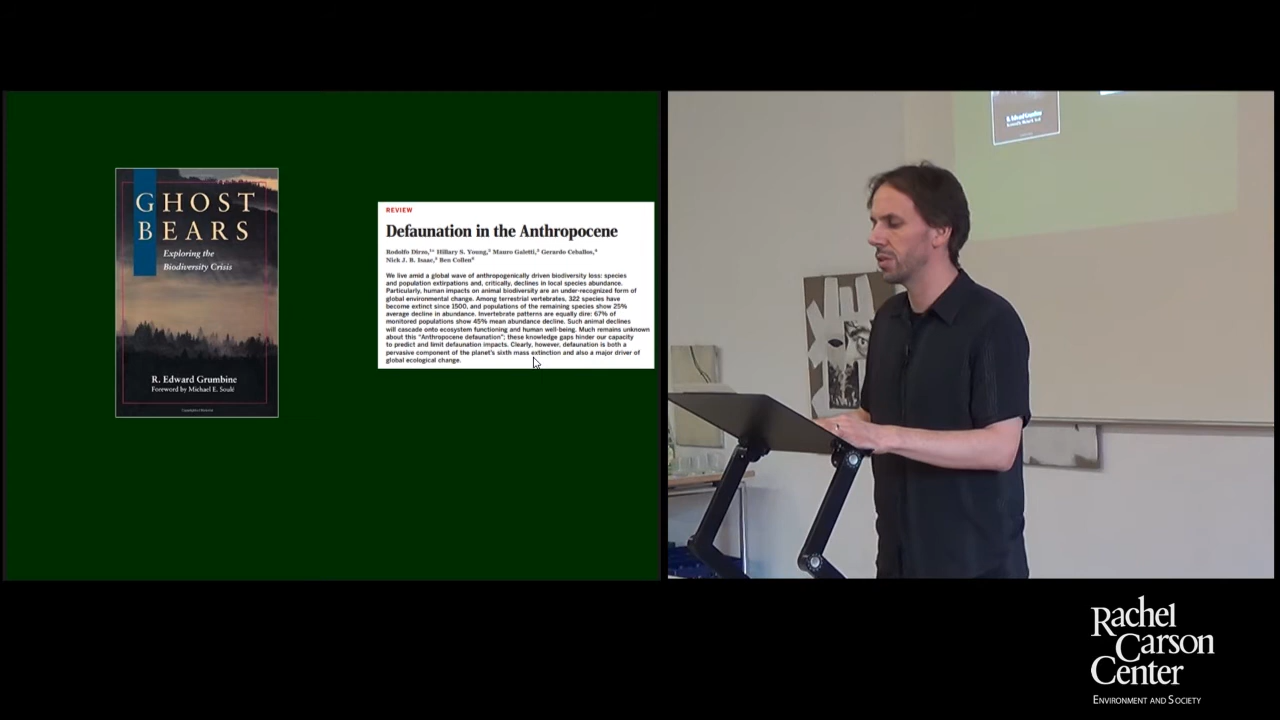 GHOST
BEARS
Exploring the
Biodiversity Crisis
R. Edward Grumbine
Foreword by Michael E. Soulé
REVIEW
Defaunation in the Anthropocene
Rodolfo Dirzo,¹* Hillary S. Young,² Mauro Galetti,³ Gerardo Ceballos,⁴
Nick J. B. Isaac,⁵ Ben Collen⁶
We live amid a global wave of anthropogenically driven biodiversity loss: species
and population extirpations and, critically, declines in local species abundance.
Particularly, human impacts on animal biodiversity are an under-recognized form of
global environmental change. Among terrestrial vertebrates, 322 species have
become extinct since 1500, and populations of the remaining species show 25%
average decline in abundance. Invertebrate patterns are equally dire: 67% of
monitored populations show 45% mean abundance decline. Such animal declines
will cascade onto ecosystem functioning and human well-being. Much remains unknown
about this "Anthropocene defaunation"; these knowledge gaps hinder our capacity
to predict and limit defaunation impacts. Clearly, however, defaunation is both a
pervasive component of the planet's sixth mass extinction and also a major driver of
global ecological change.
Rachel
Carson
Center
ENVIRONMENT AND SOCIETY